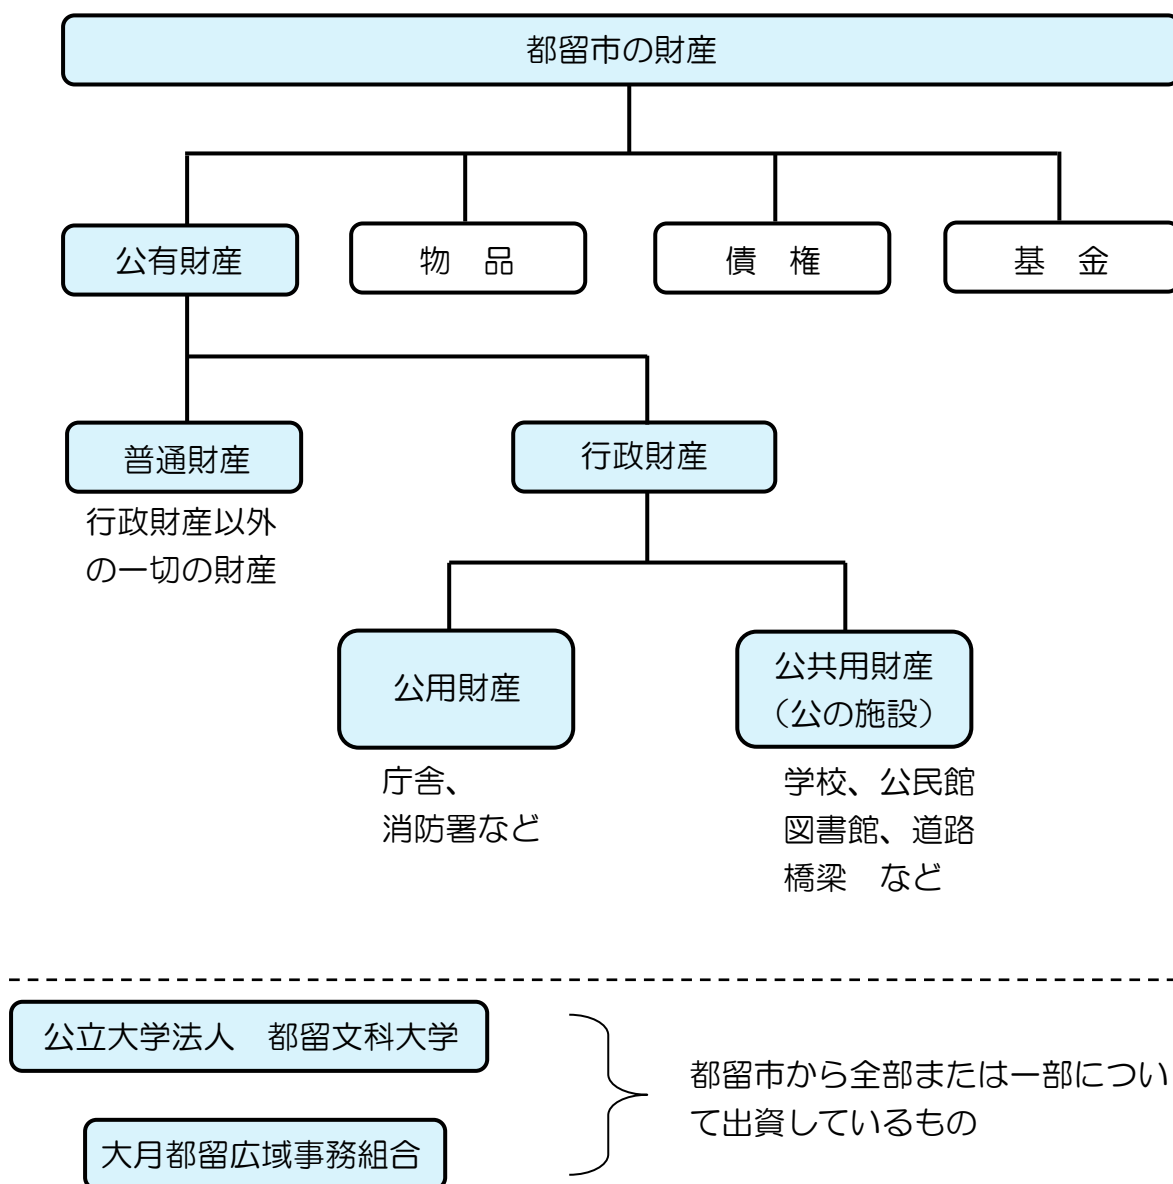 都留市の財産
公有財産
物　品
債　権
基　金
普通財産
行政財産以外
の一切の財産
行政財産
公用財産
庁舎、
消防署など
公共用財産
（公の施設）
学校、公民館
図書館、道路
橋梁　など
公立大学法人　都留文科大学
大月都留広域事務組合
都留市から全部または一部につい
て出資しているもの